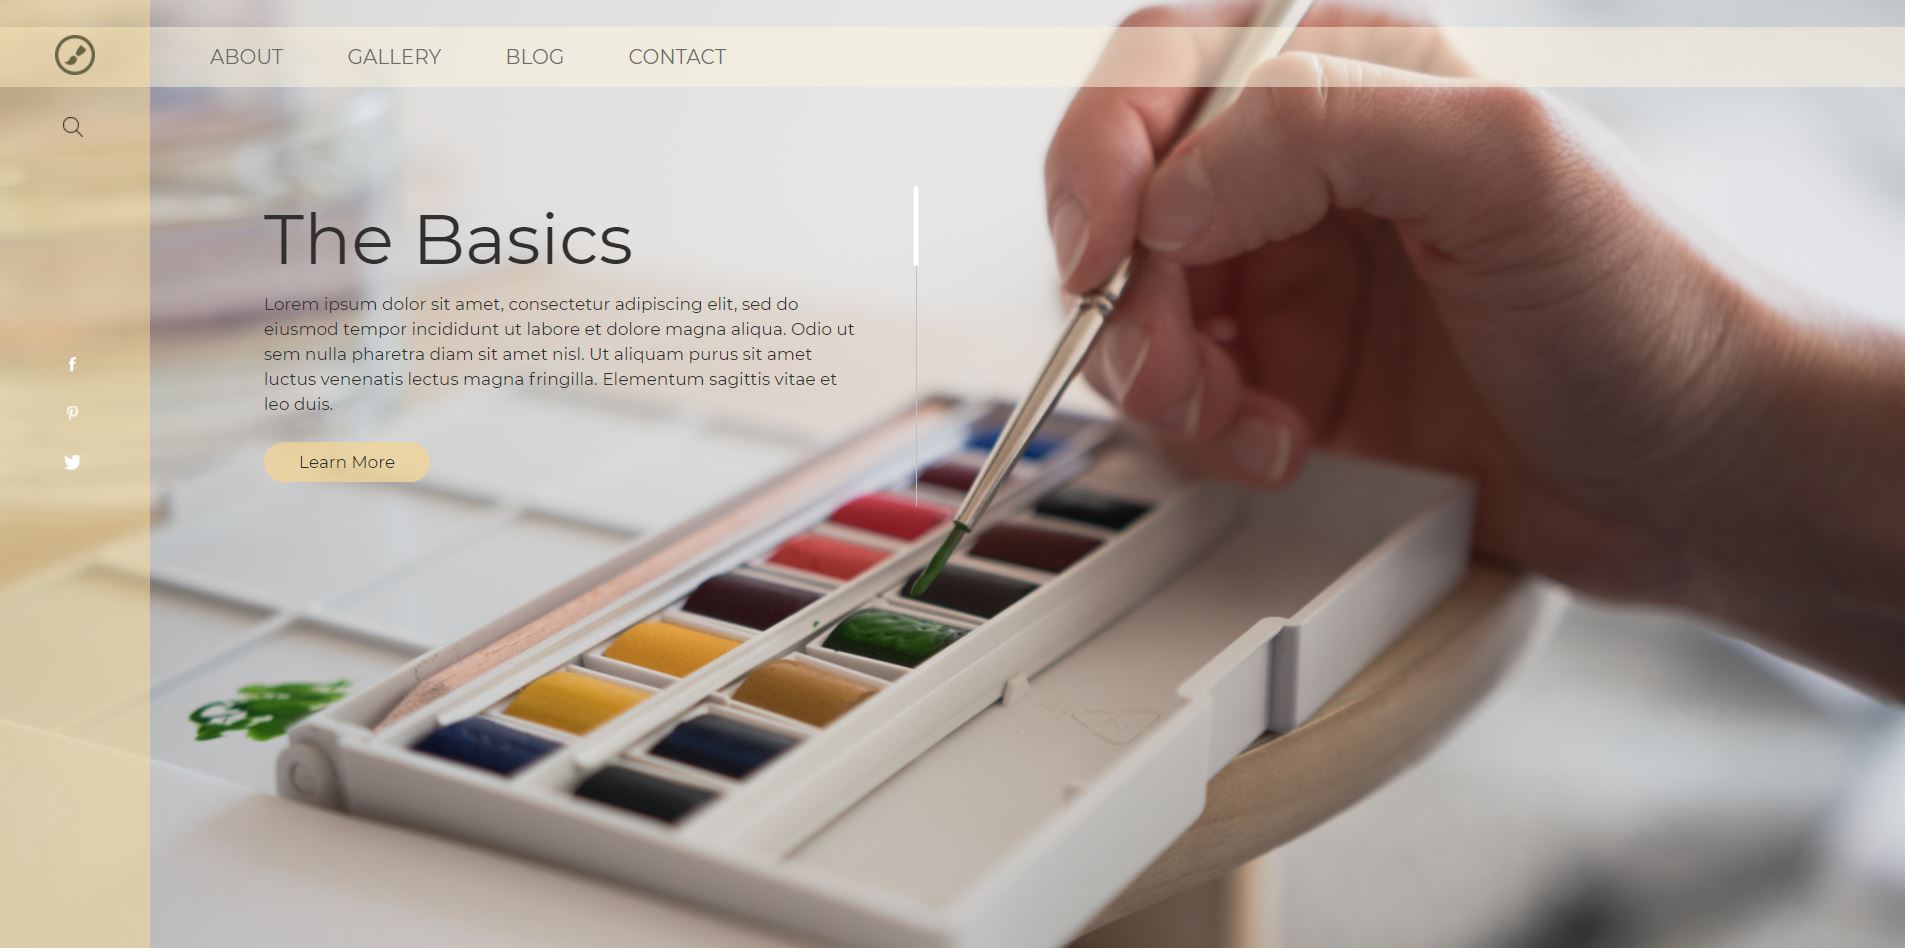 ABOUT GALLERY BLOG CONTACT
The Basics
Lorem ipsum dolor sit amet, consectetur adipiscing elit, sed do
eiusmod tempor incididunt ut labore et dolore magna aliqua. Odio ut
sem nulla pharetra diam sit amet nisl. Ut aliquam purus sit amet
luctus venenatis lectus magna fringilla. Elementum sagittis vitae et
leo duis.
Learn More